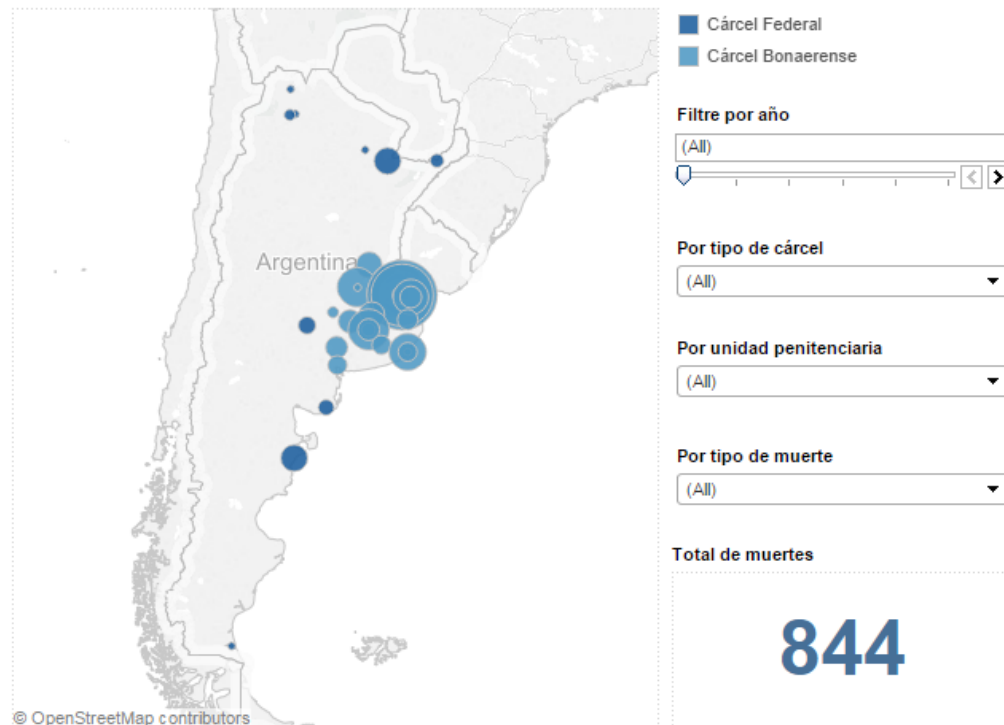 Cárcel Federal
Cárcel Bonaerense
Filtre por año
(All)
Por tipo de cárcel
(All)
Por unidad penitenciaria
(All)
Por tipo de muerte
(All)
Total de muertes
844
Argentina
© OpenStreetMap contributors